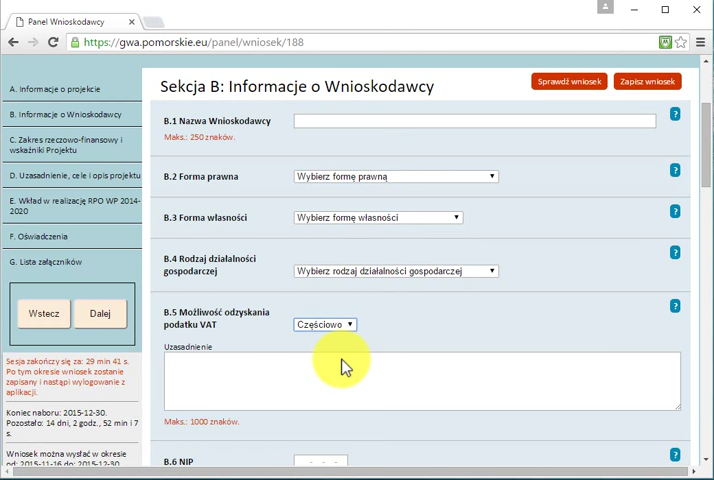 Panel Wnioskodawcy
https://gwa.pomorskie.eu/panel/wniosek/188
A. Informacje o projekcie
B. Informacje o Wnioskodawcy
C. Zakres rzeczowo-finansowy i
wskaźniki Projektu
D. Uzasadnienie, cele i opis projektu
E. Wkład w realizację RPO WP 2014-
2020
F. Oświadczenia
G. Lista załączników
Wstecz
Dalej
Sesja zakończy się za: 29 min 41 s.
Po tym okresie wniosek zostanie
zapisany i nastąpi wylogowanie z
aplikacji.
Koniec naboru: 2015-12-30.
Pozostało: 14 dni, 2 godz., 52 min i 7
s.
Wniosek można wysłać w okresie
od: 2015-11-16 do: 2015-12-30.
Sekcja B: Informacje o Wnioskodawcy
Sprawdź wniosek
Zapisz wniosek
B.1 Nazwa Wnioskodawcy
?
Maks.: 250 znaków.
B.2 Forma prawna
Wybierz formę prawną
?
B.3 Forma własności
Wybierz formę własności
?
B.4 Rodzaj działalności
gospodarczej
Wybierz rodzaj działalności gospodarczej
?
B.5 Możliwość odzyskania
podatku VAT
Częściowo
?
Uzasadnienie
Maks.: 1000 znaków.
B.6 NIP
- - -
?